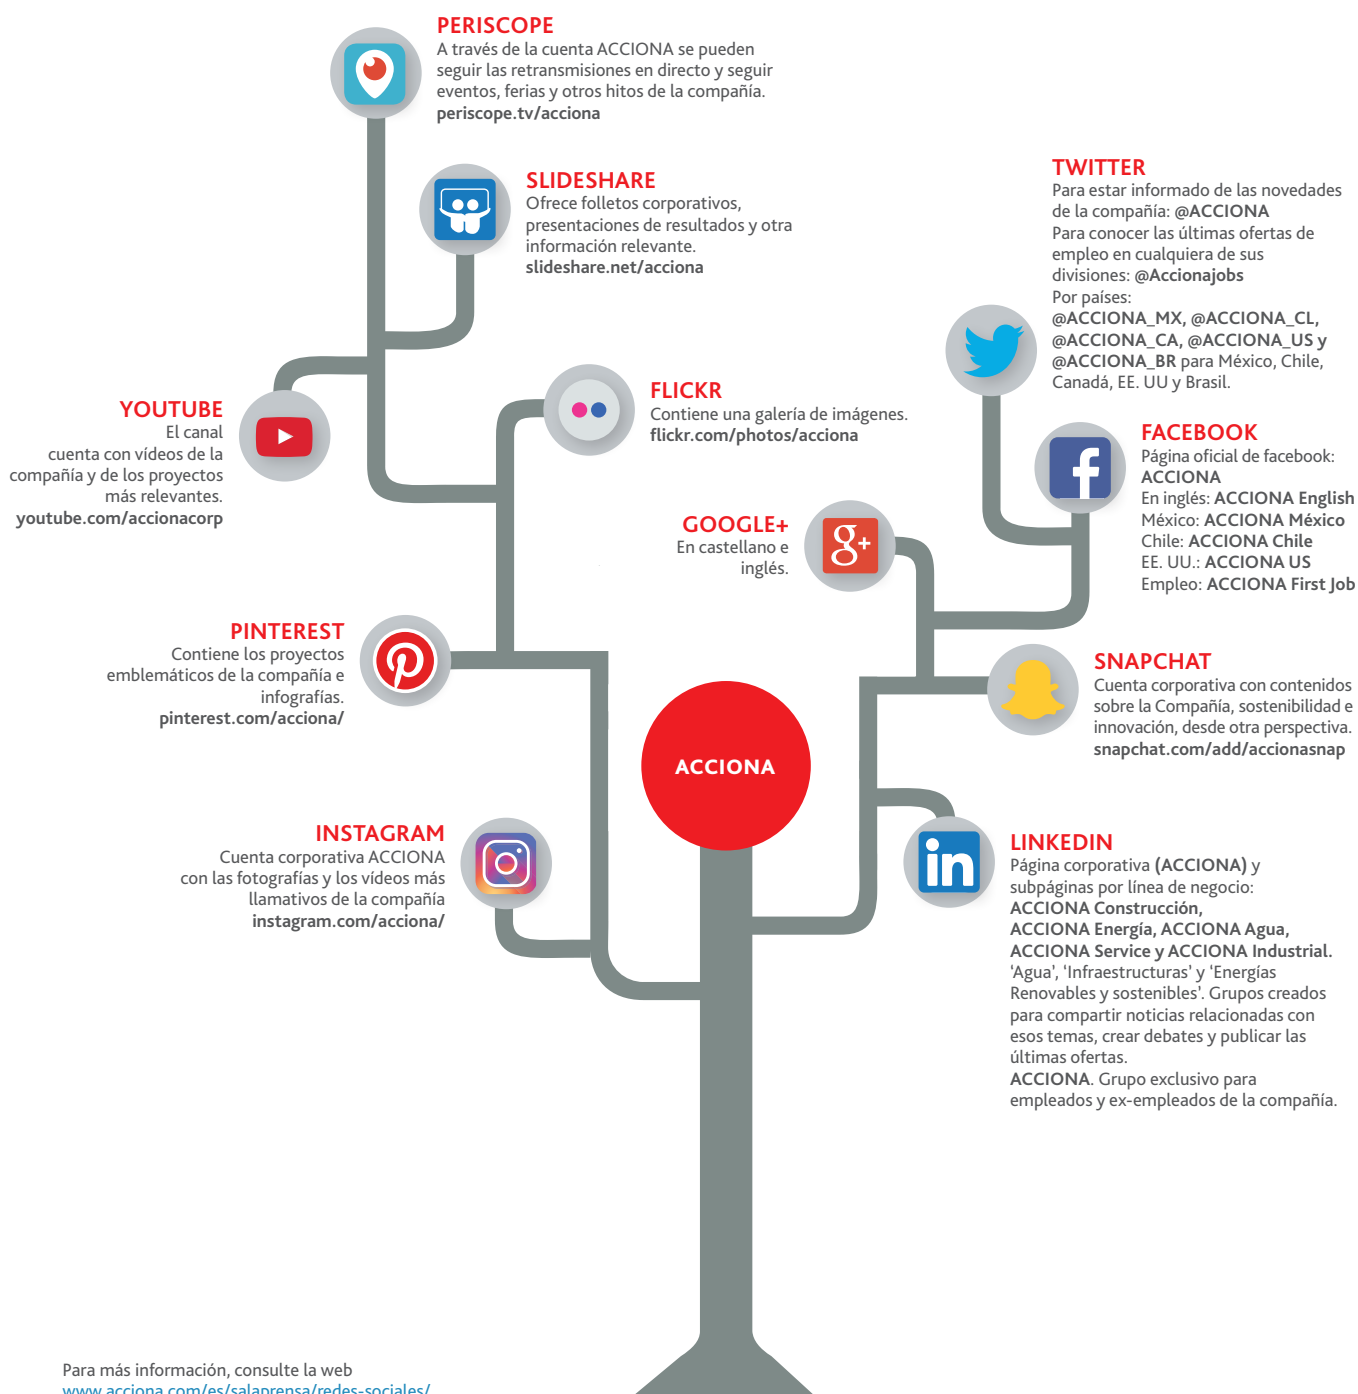 PERISCOPE
A través de la cuenta ACCIONA se pueden
seguir las retransmisiones en directo y seguir
eventos, ferias y otros hitos de la compañía.
periscope.tv/acciona
SLIDESHARE
Ofrece folletos corporativos,
presentaciones de resultados y otra
información relevante.
slideshare.net/acciona
TWITTER
Para estar informado de las novedades
de la compañía: @ACCIONA
Para conocer las últimas ofertas de
empleo en cualquiera de sus
divisiones: @Accionajobs
Por países:
@ACCIONA_MX, @ACCIONA_CL,
@ACCIONA_CA, @ACCIONA_US y
@ACCIONA_BR para México, Chile,
Canadá, EE. UU y Brasil.
YOUTUBE
El canal
cuenta con vídeos de la
compañía y de los proyectos
más relevantes.
youtube.com/accionacorp
FLICKR
Contiene una galería de imágenes.
flickr.com/photos/acciona
FACEBOOK
Página oficial de facebook:
ACCIONA
En inglés: ACCIONA English
México: ACCIONA México
Chile: ACCIONA Chile
EE. UU.: ACCIONA US
Empleo: ACCIONA First Job
f
GOOGLE+
En castellano e
inglés.
g+
PINTEREST
Contiene los proyectos
emblemáticos de la compañía e
infografías.
pinterest.com/acciona/
SNAPCHAT
Cuenta corporativa con contenidos
sobre la Compañía, sostenibilidad e
innovación, desde otra perspectiva.
snapchat.com/add/accionasnap
ACCIONA
INSTAGRAM
Cuenta corporativa ACCIONA
con las fotografías y los vídeos más
llamativos de la compañía
instagram.com/acciona/
in
LINKEDIN
Página corporativa (ACCIONA) y
subpáginas por línea de negocio:
ACCIONA Construcción,
ACCIONA Energía, ACCIONA Agua,
ACCIONA Service y ACCIONA Industrial.
‘Agua’, ‘Infraestructuras’ y ‘Energías
Renovables y sostenibles’. Grupos creados
para compartir noticias relacionadas con
esos temas, crear debates y publicar las
últimas ofertas.
ACCIONA. Grupo exclusivo para
empleados y ex-empleados de la compañía.
Para más información, consulte la web
www.acciona.com/es/salaprensa/redes-sociales/